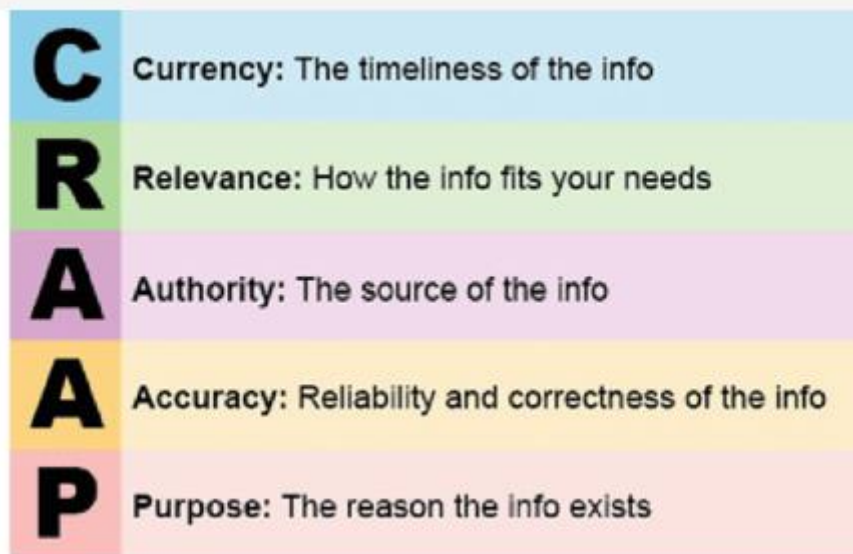 C Currency: The timeliness of the info
R Relevance: How the info fits your needs
A Authority: The source of the info
A Accuracy: Reliability and correctness of the info
P Purpose: The reason the info exists